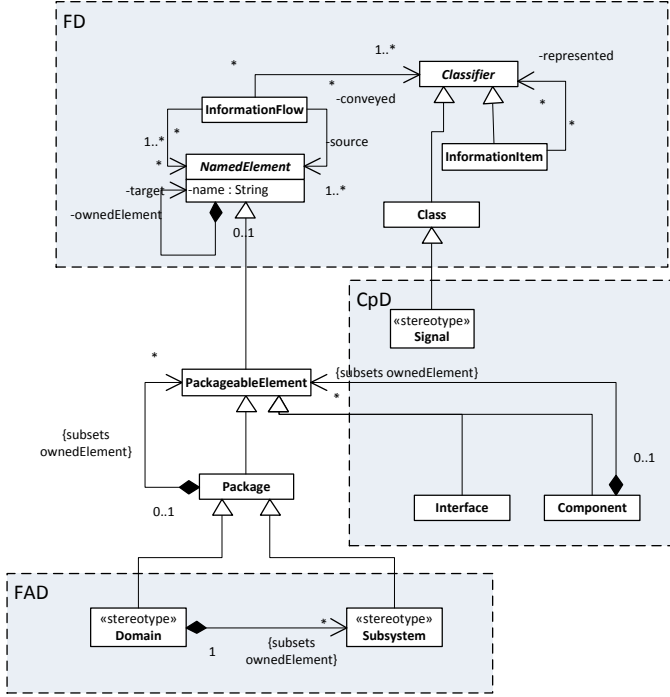 FD
-represented
*
1..*
Classifier
*
-conveyed
InformationFlow
*
*
1..*
*
-source
InformationItem
*
NamedElement
-target
-name : String
1..*
-ownedElement
Class
0..1
CpD
«stereotype»
Signal
*
{subsets ownedElement}
PackageableElement
*
{subsets
ownedElement}
0..1
Package
0..1
Interface
Component
FAD
«stereotype»
Domain
*
«stereotype»
Subsystem
1
{subsets
ownedElement}